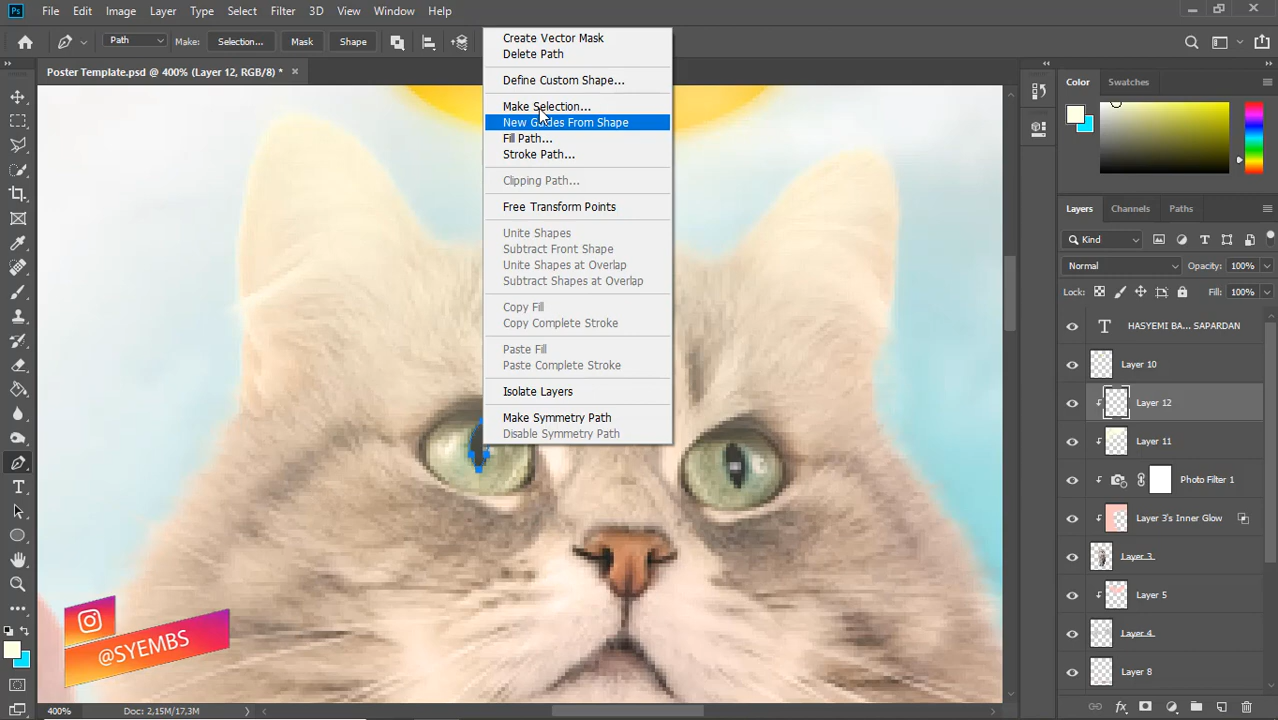 Ps File Edit Image Layer Type Select Filter 3D View Window Help
Path Make: Selection... Mask Shape
Poster Template.psd @ 400% (Layer 12, RGB/8) *
Create Vector Mask
Delete Path
Define Custom Shape...
Make Selection...
New Guides From Shape
Fill Path...
Stroke Path...
Clipping Path...
Free Transform Points
Unite Shapes
Subtract Front Shape
Unite Shapes at Overlap
Subtract Shapes at Overlap
Copy Fill
Copy Complete Stroke
Paste Fill
Paste Complete Stroke
Isolate Layers
Make Symmetry Path
Disable Symmetry Path
Color Swatches
Layers Channels Paths
Kind
Normal Opacity: 100%
Lock: Fill: 100%
T HASYEMI BA... SAPARDAN
Layer 10
Layer 12
Layer 11
Photo Filter 1
Layer 3's Inner Glow
Layer 3
Layer 5
Layer 4
Layer 8
@SYEMBS
400% Doc: 2,15M/17,3M
fx